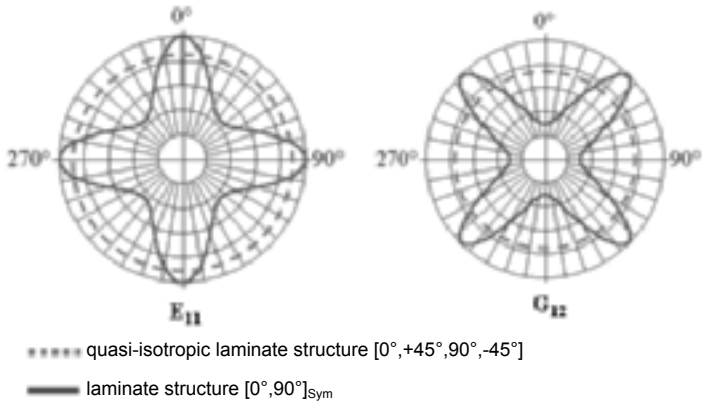 0° 0°
270° 90° 270° 90°
E₁₁ G₁₂
quasi-isotropic laminate structure [0°,+45°,90°,-45°]
laminate structure [0°,90°]Sym